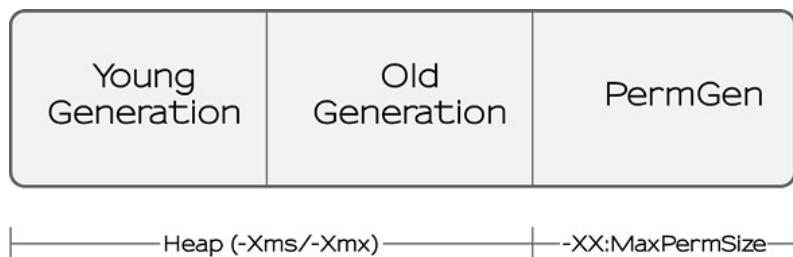 Young
Generation
Old
Generation
PermGen
Heap (-Xms/-Xmx)
-XX:MaxPermSize